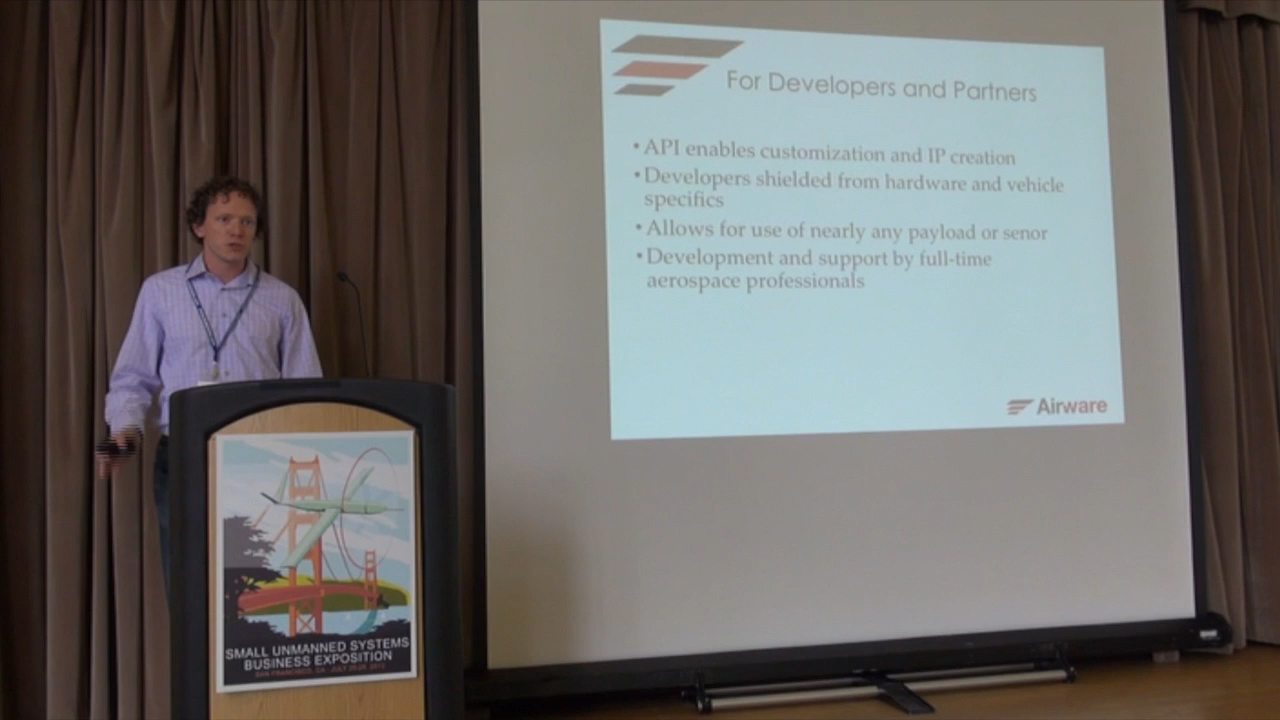 For Developers and Partners
• API enables customization and IP creation
• Developers shielded from hardware and vehicle
specifics
• Allows for use of nearly any payload or senor
• Development and support by full-time
aerospace professionals
Airware
SMALL UNMANNED SYSTEMS
BUSINESS EXPOSITION